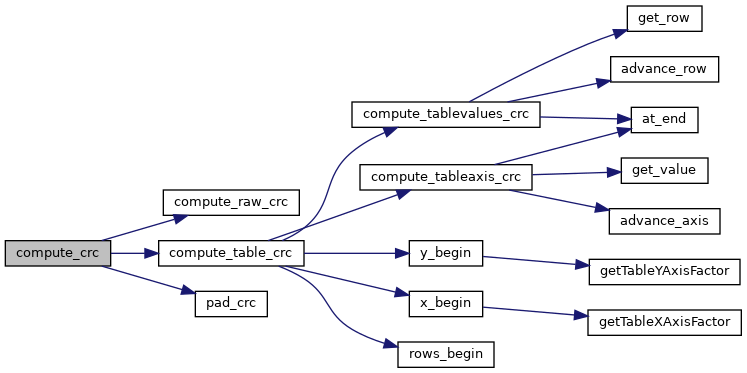 get_row
advance_row
compute_tablevalues_crc
at_end
get_value
compute_tableaxis_crc
compute_raw_crc
advance_axis
compute_crc
compute_table_crc
y_begin
getTableYAxisFactor
pad_crc
x_begin
getTableXAxisFactor
rows_begin